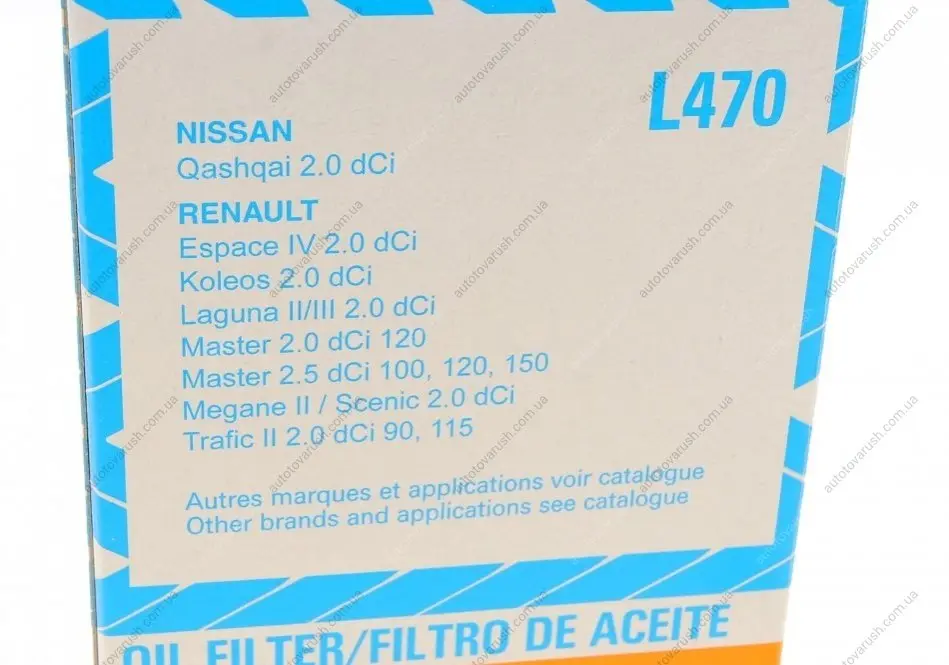 L470
NISSAN
Qashqai 2.0 dCi
RENAULT
Espace IV 2.0 dCi
Koleos 2.0 dCi
Laguna II/III 2.0 dCi
Master 2.0 dCi 120
Master 2.5 dCi 100, 120, 150
Megane II / Scenic 2.0 dCi
Trafic II 2.0 dCi 90, 115
Autres marques et applications voir catalogue
Other brands and applications see catalogue
OIL FILTER/FILTRO DE ACEITE
autotovarush.com.ua